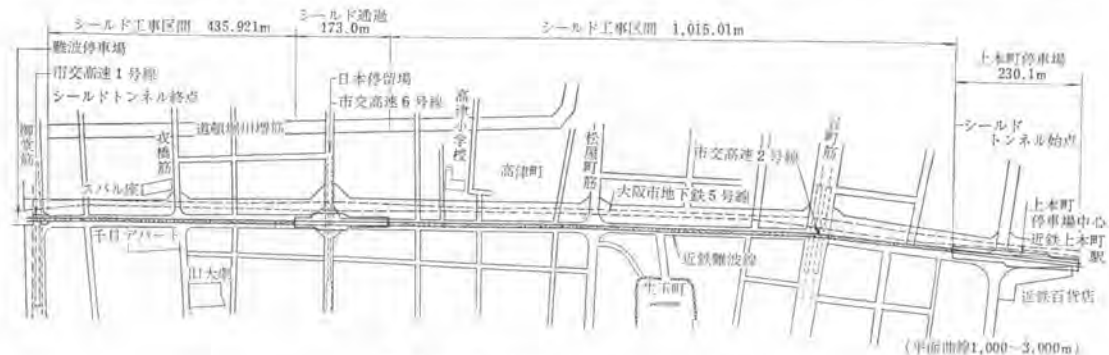 シールド工事区間 435.921m
シールド通過
173.0m
シールド工事区間 1,015.01m
難波停車場
市交高速1号線
シールドトンネル終点
日本停留場
市交高速6号線
上本町停車場
230.1m
シールド
トンネル始点
御堂筋
戎橋筋
道頓堀川増筋
高津小学校
高津町
松屋町筋
市交高速2号線
大阪市地下鉄5号線
スバル座
千日デパート
近鉄難波線
生玉町
上本町
停車場中心
近鉄上本町
駅
近鉄百貨店
(平面曲線1,000~3,000m)